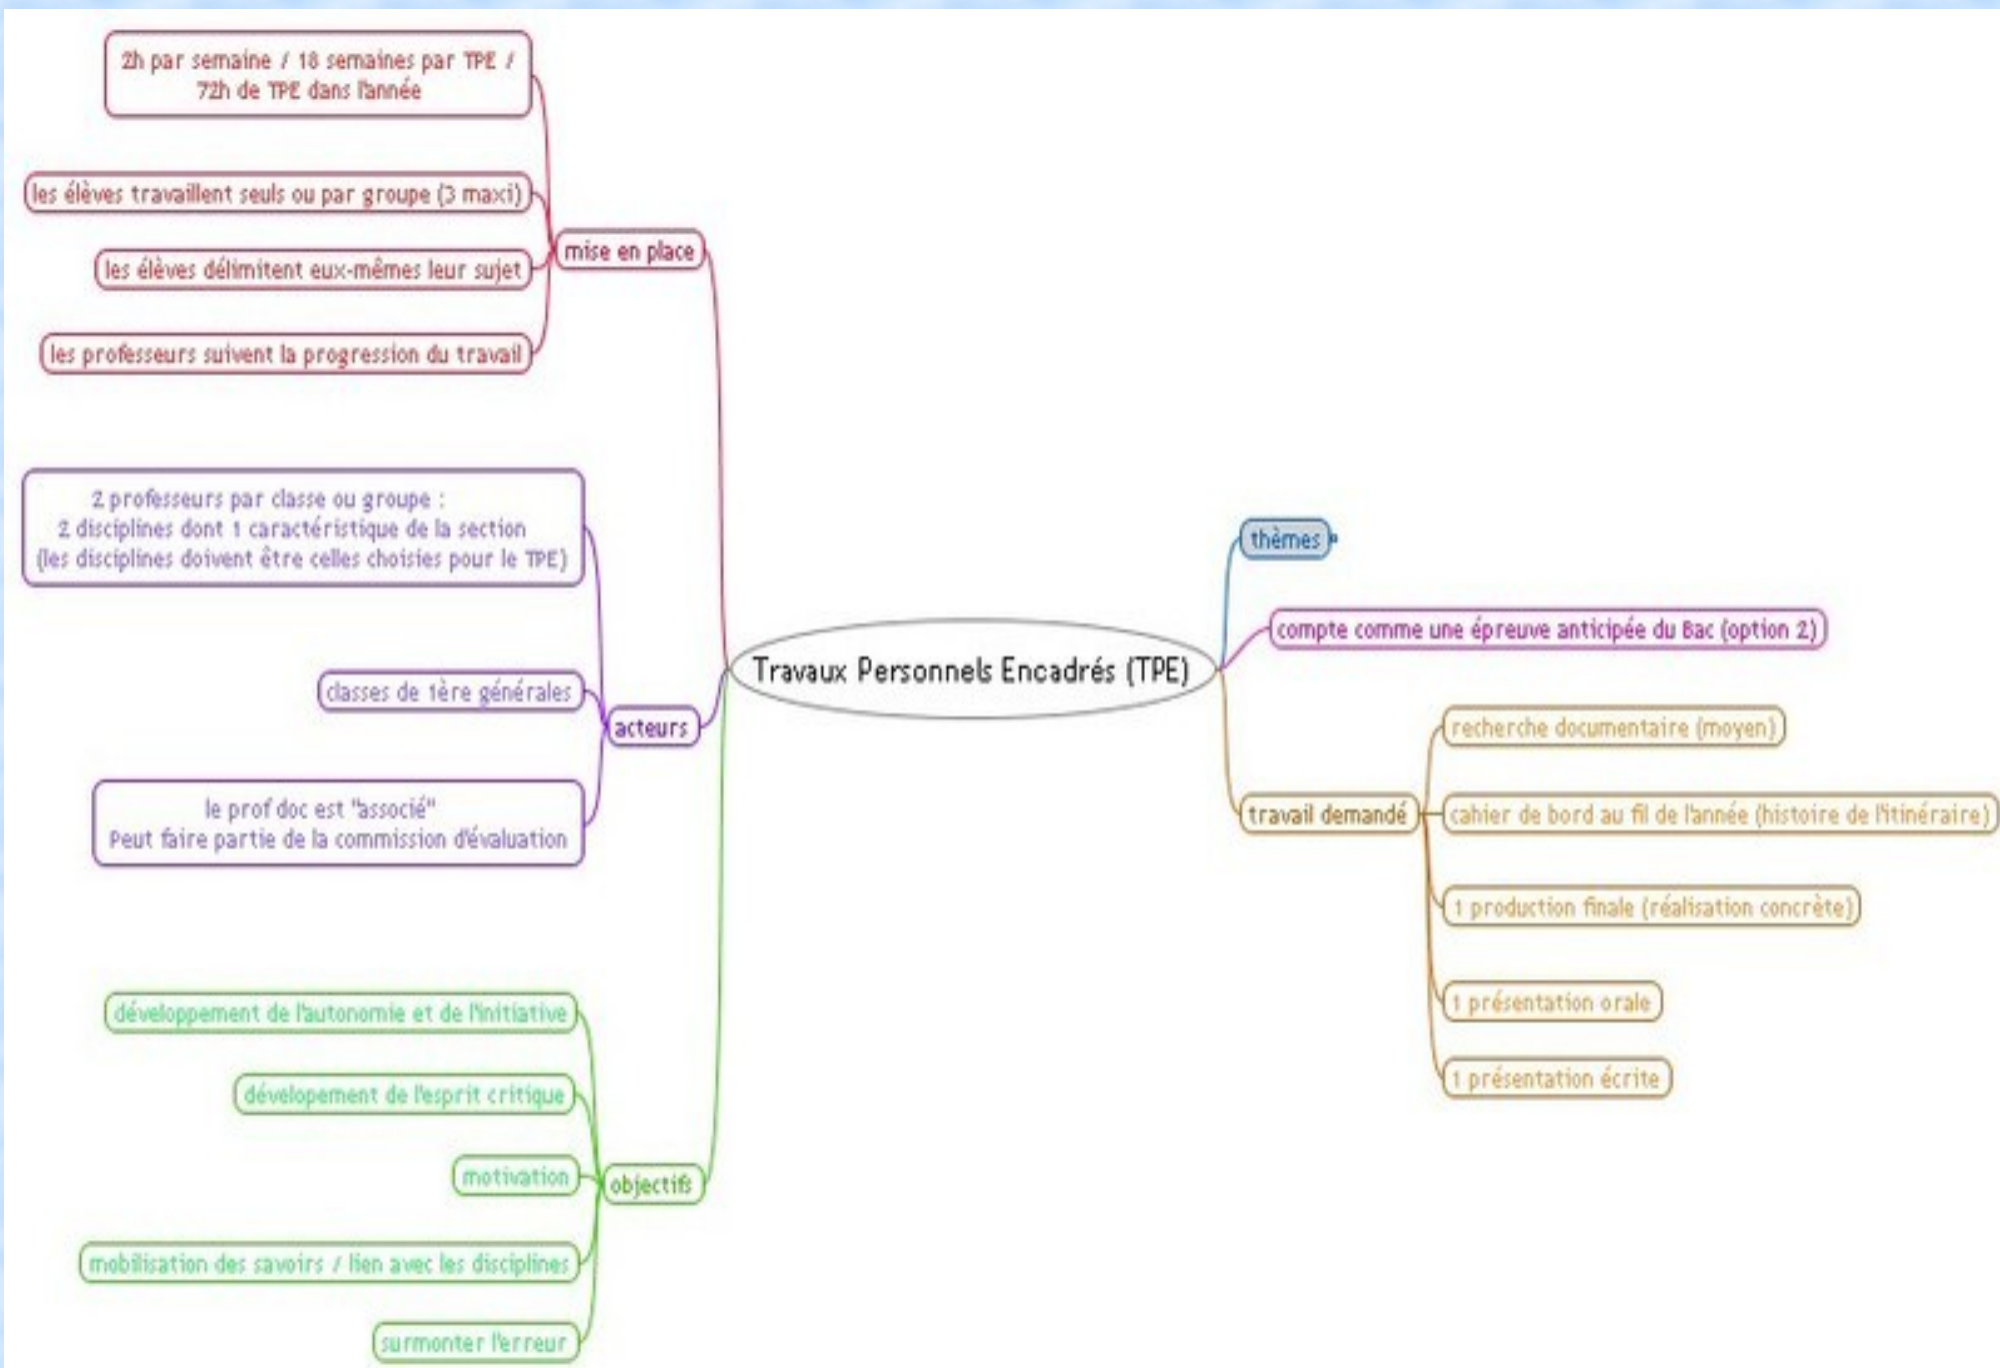 2h par semaine / 18 semaines par TPE /
72h de TPE dans l'année
les élèves travaillent seuls ou par groupe (3 maxi)
mise en place
les élèves délimitent eux-mêmes leur sujet
les professeurs suivent la progression du travail
2 professeurs par classe ou groupe :
2 disciplines dont 1 caractéristique de la section
(les disciplines doivent être celles choisies pour le TPE)
classes de 1ère générales
acteurs
le prof doc est "associé"
Peut faire partie de la commission d'évaluation
développement de l'autonomie et de l'initiative
dévelopement de l'esprit critique
motivation
objectifs
mobilisation des savoirs / lien avec les disciplines
surmonter l'erreur
Travaux Personnels Encadrés (TPE)
thèmes
compte comme une épreuve anticipée du Bac (option 2)
recherche documentaire (moyen)
travail demandé
cahier de bord au fil de l'année (histoire de l'itinéraire)
1 production finale (réalisation concrète)
1 présentation orale
1 présentation écrite